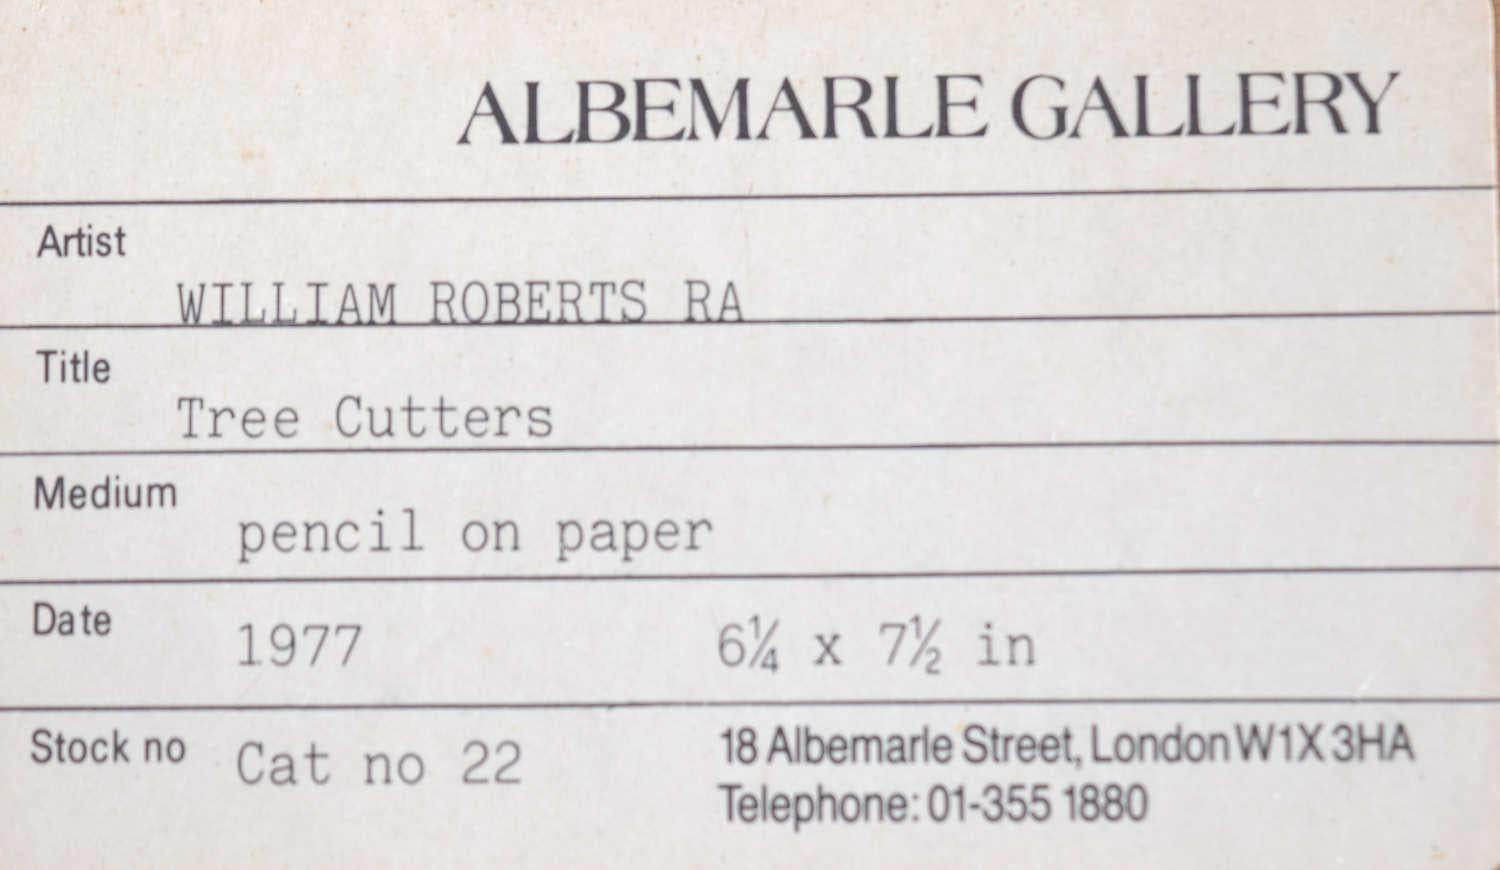 ALBEMARLE GALLERY
Artist
WILLIAM ROBERTS RA
Title
Tree Cutters
Medium
pencil on paper
Date
1977 6¼ x 7½ in
Stock no Cat no 22
18 Albemarle Street, London W1X 3HA
Telephone: 01-355 1880